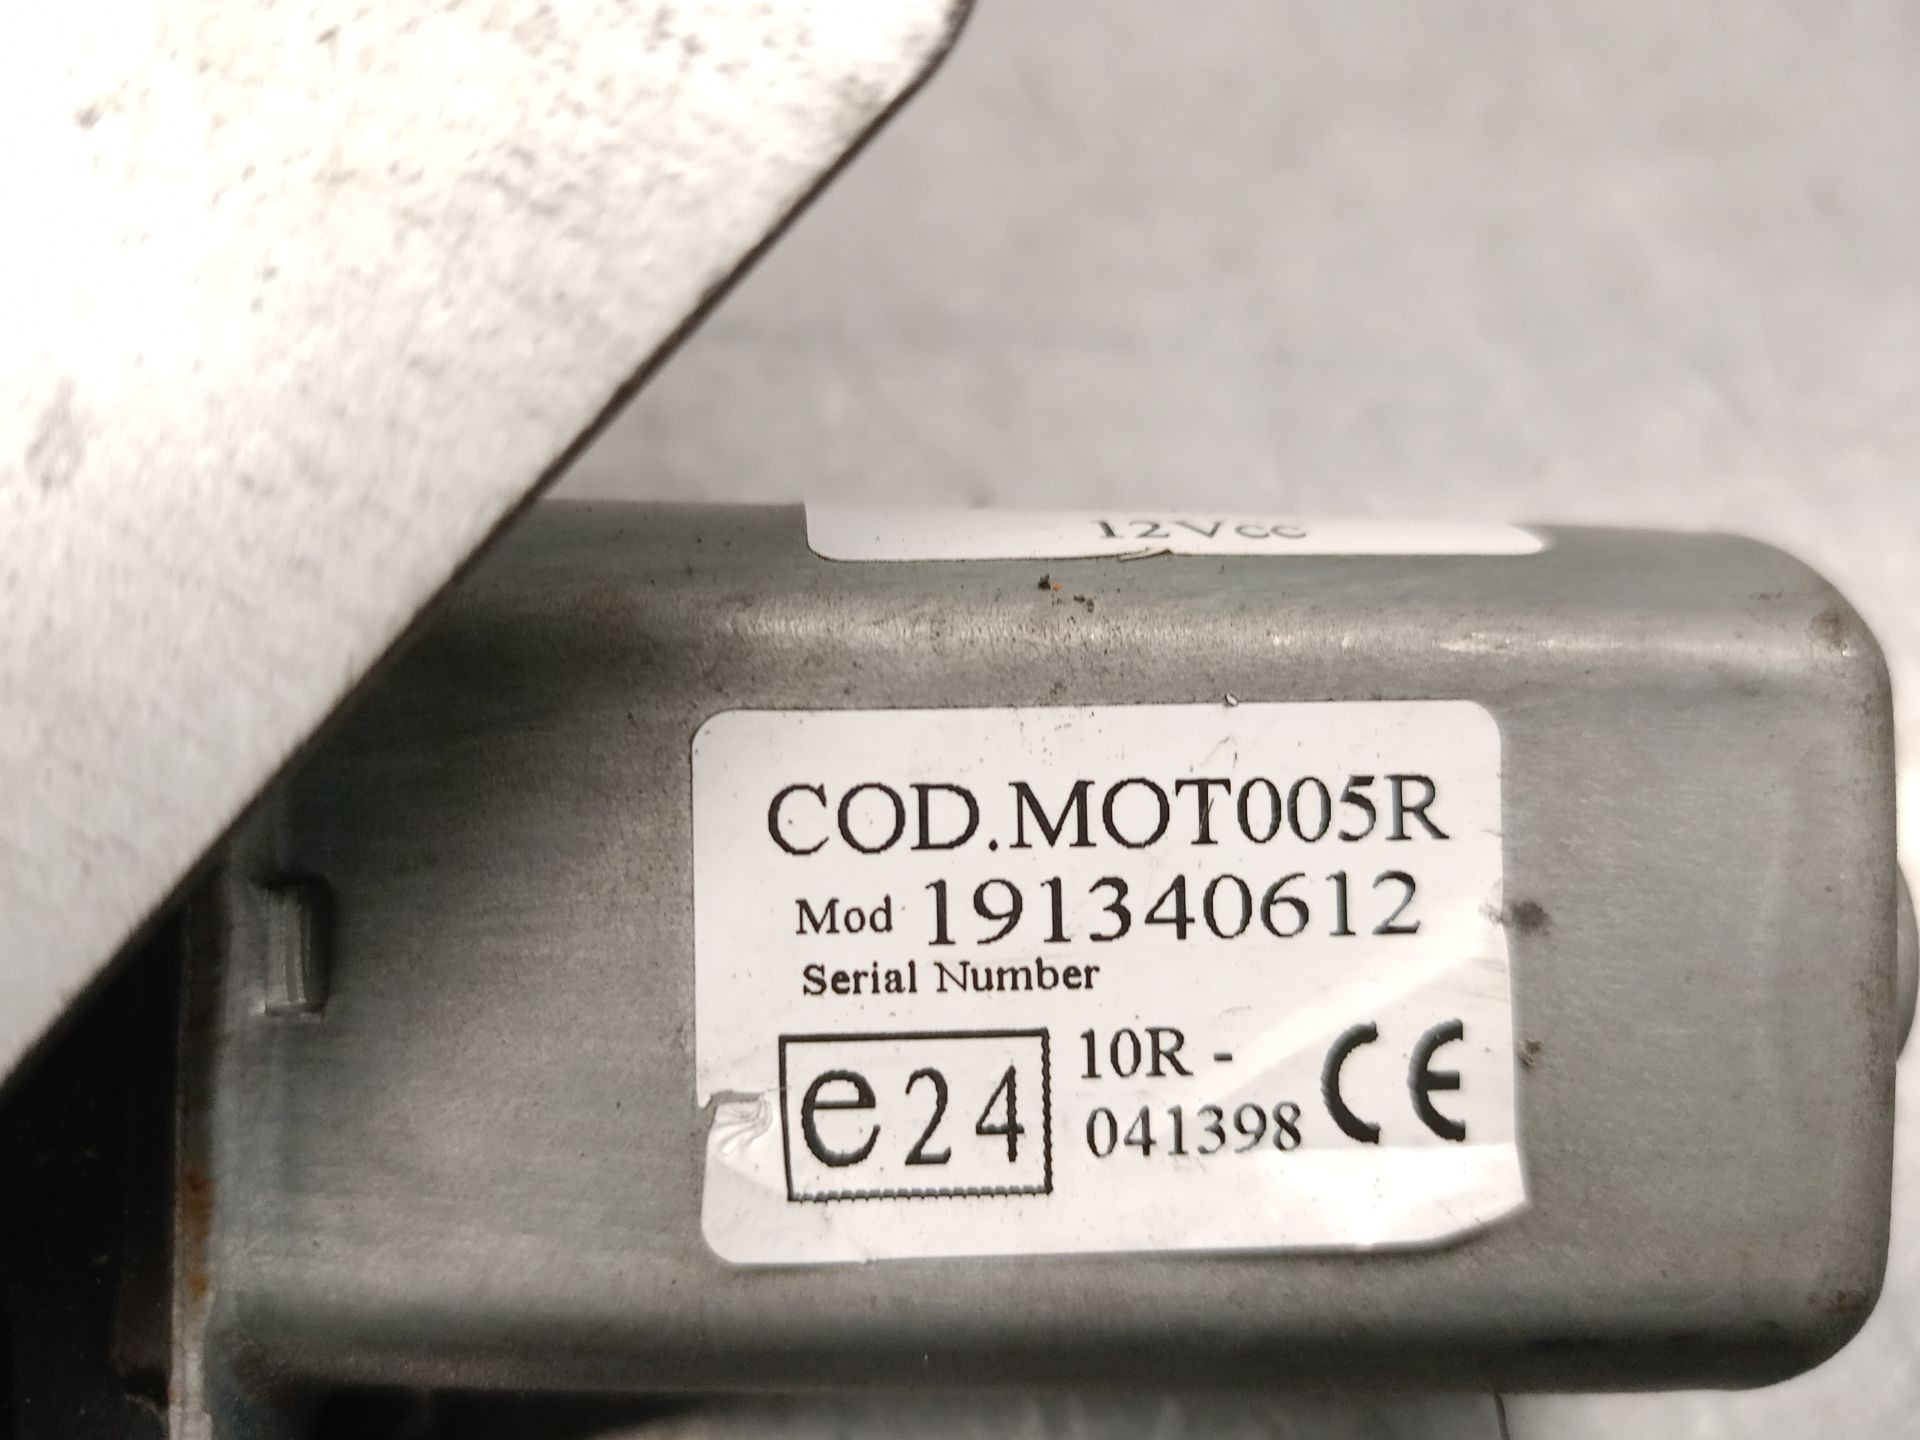 12Vcc
COD.MOT005R
Mod 191340612
Serial Number
e24
10R -
041398
CE